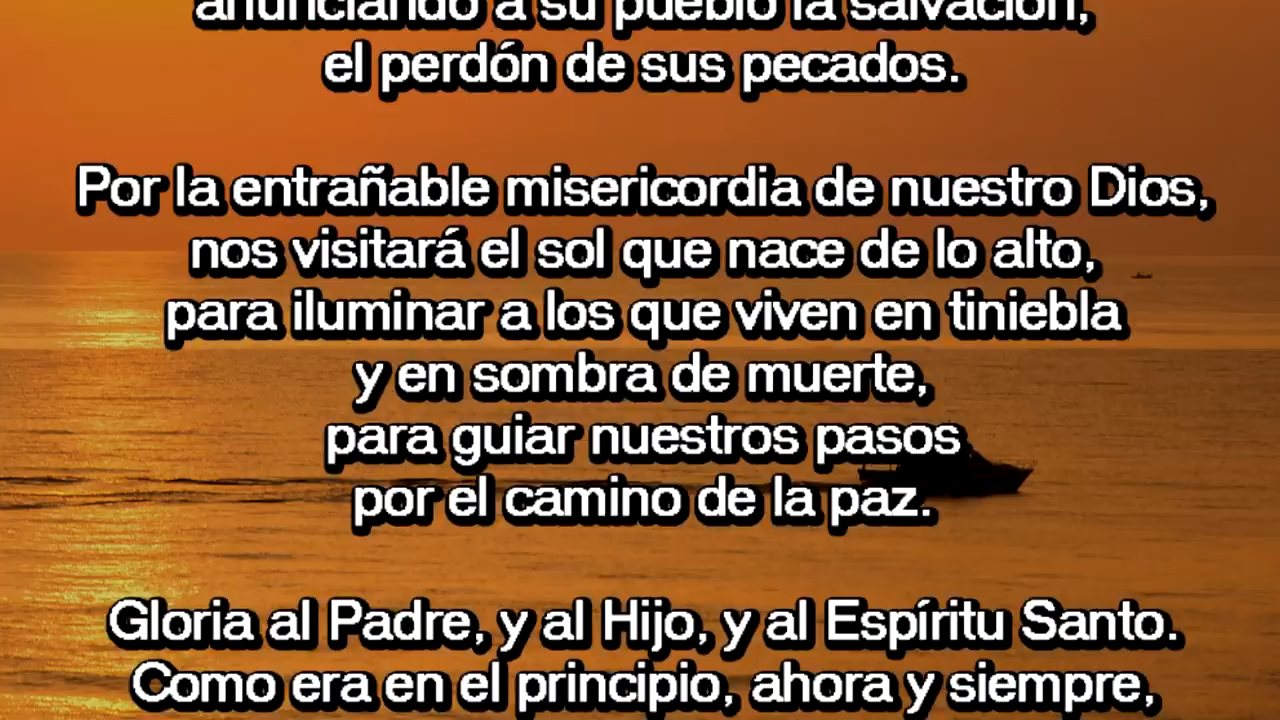 anunciando a su pueblo la salvación,
el perdón de sus pecados.
Por la entrañable misericordia de nuestro Dios,
nos visitará el sol que nace de lo alto,
para iluminar a los que viven en tiniebla
y en sombra de muerte,
para guiar nuestros pasos
por el camino de la paz.
Gloria al Padre, y al Hijo, y al Espíritu Santo.
Como era en el principio, ahora y siempre,